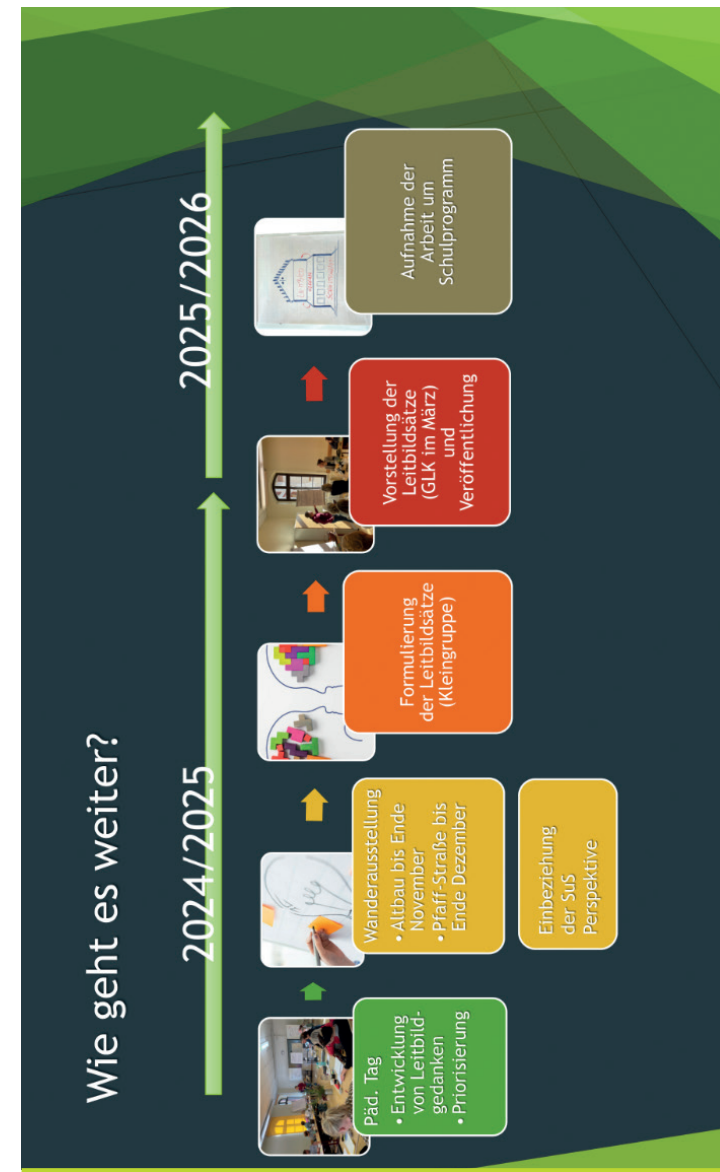 Wie geht es weiter?
2024/2025
2025/2026
Päd. Tag
• Entwicklung
von Leitbild-
gedanken
• Priorisierung
Wanderausstellung
• Altbau bis Ende
November
• Pfaff-Straße bis
Ende Dezember
Einbeziehung
der SuS
Perspektive
Formulierung
der Leitbildsätze
(Kleingruppe)
Vorstellung der
Leitbildsätze
(GLK im März)
und
Veröffentlichung
Aufnahme der
Arbeit um
Schulprogramm